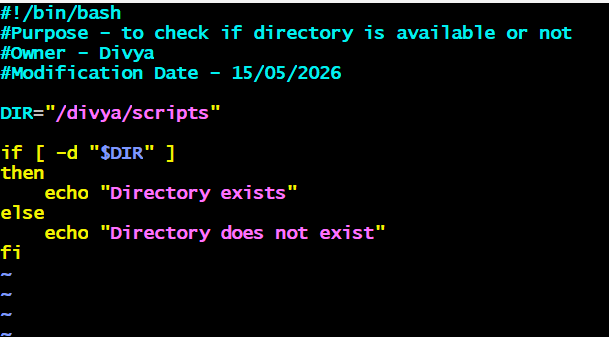 #!/bin/bash
#Purpose - to check if directory is available or not
#Owner - Divya
#Modification Date - 15/05/2026

DIR="/divya/scripts"

if [ -d "$DIR" ]
then
    echo "Directory exists"
else
    echo "Directory does not exist"
fi
~
~
~
~